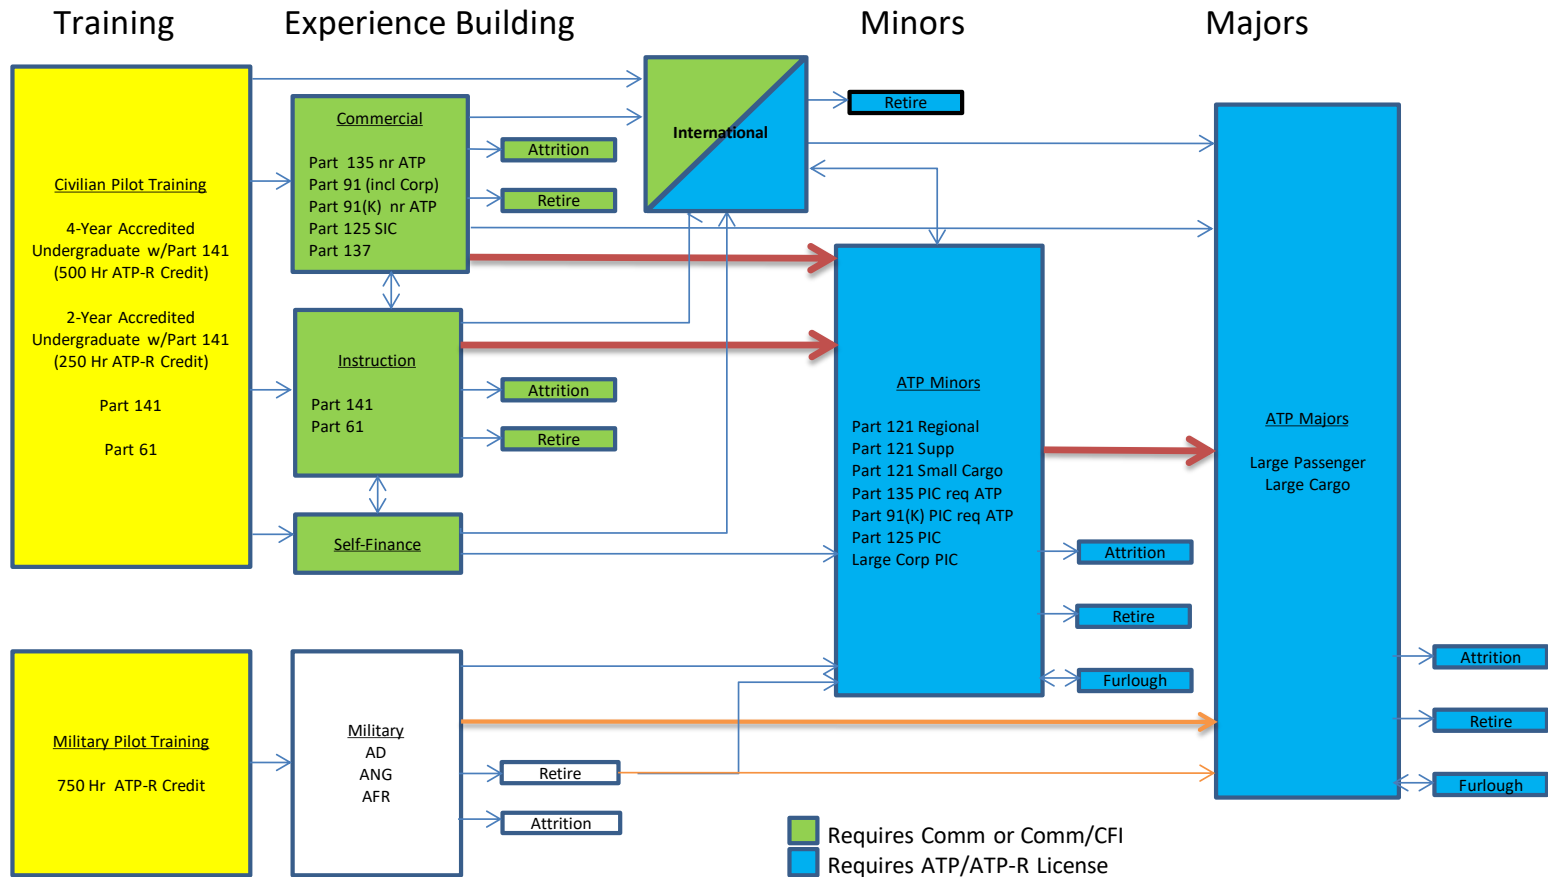 Training
Experience Building
Minors
Majors
Civilian Pilot Training
4-Year Accredited
Undergraduate w/Part 141
(500 Hr ATP-R Credit)
2-Year Accredited
Undergraduate w/Part 141
(250 Hr ATP-R Credit)
Part 141
Part 61
Military Pilot Training
750 Hr ATP-R Credit
Commercial
Part 135 nr ATP
Part 91 (incl Corp)
Part 91(K) nr ATP
Part 125 SIC
Part 137
Attrition
Retire
Instruction
Part 141
Part 61
Attrition
Retire
Self-Finance
Military
AD
ANG
AFR
Retire
Attrition
International
Retire
ATP Minors
Part 121 Regional
Part 121 Supp
Part 121 Small Cargo
Part 135 PIC req ATP
Part 91(K) PIC req ATP
Part 125 PIC
Large Corp PIC
Attrition
Retire
Furlough
ATP Majors
Large Passenger
Large Cargo
Attrition
Retire
Furlough
Requires Comm or Comm/CFI
Requires ATP/ATP-R License